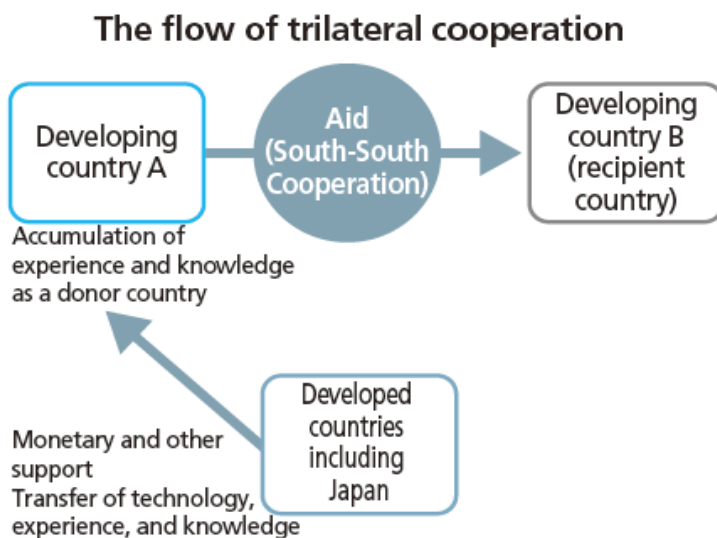 The flow of trilateral cooperation
Developing
country A
Aid
(South-South
Cooperation)
Developing
country B
(recipient
country)
Accumulation of
experience and knowledge
as a donor country
Developed
countries
including
Japan
Monetary and other
support
Transfer of technology,
experience, and knowledge